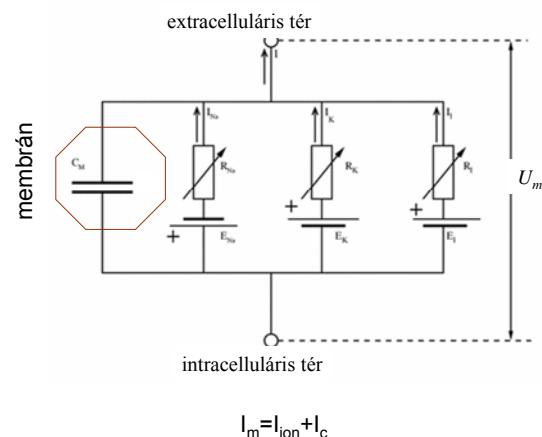 extracelluláris tér
I
I_Na I_K I_l
membrán
C_M
R_Na R_K R_l
U_m
+ + +
E_Na E_K E_l
intracelluláris tér
I_m=I_ion+I_c